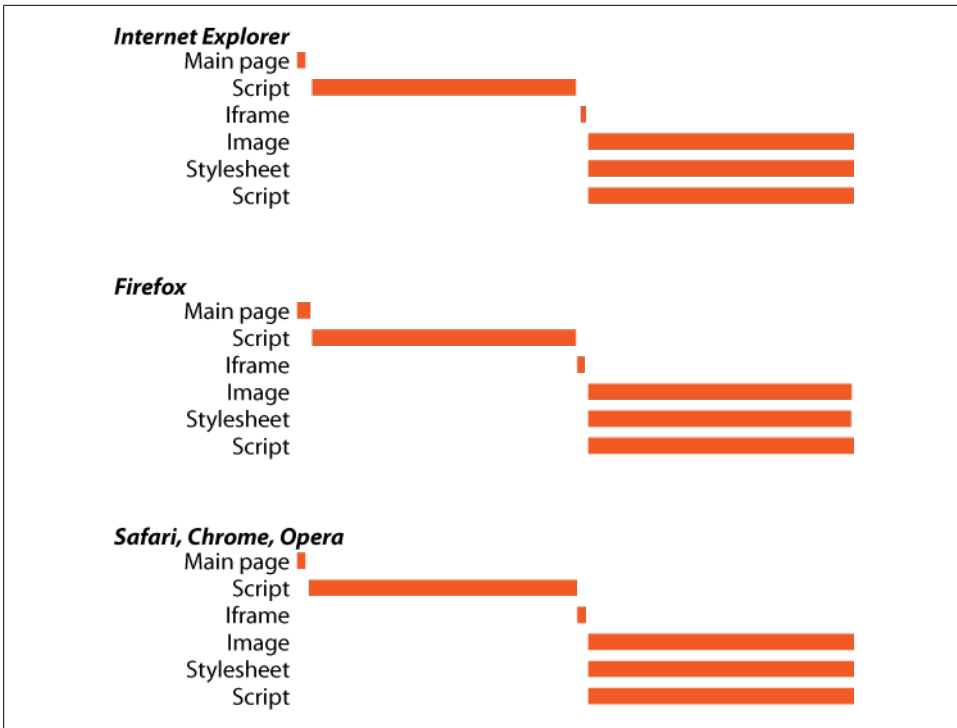 Internet Explorer
Main page
Script
Iframe
Image
Stylesheet
Script
Firefox
Main page
Script
Iframe
Image
Stylesheet
Script
Safari, Chrome, Opera
Main page
Script
Iframe
Image
Stylesheet
Script